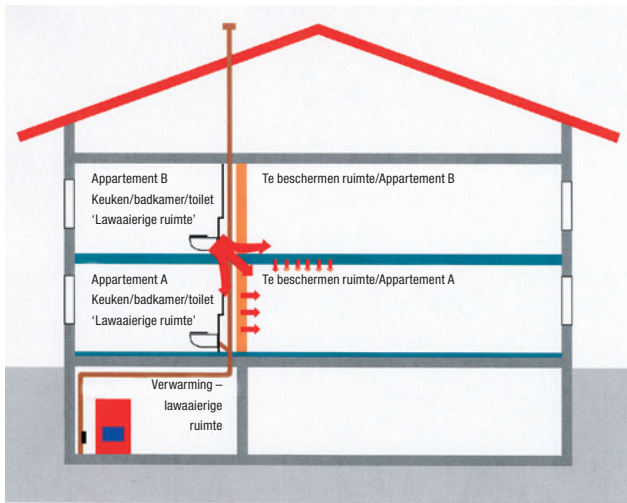 Appartement B
Keuken/badkamer/toilet
‘Lawaaierige ruimte’
Te beschermen ruimte/Appartement B
Appartement A
Keuken/badkamer/toilet
‘Lawaaierige ruimte’
Te beschermen ruimte/Appartement A
Verwarming –
lawaaierige
ruimte